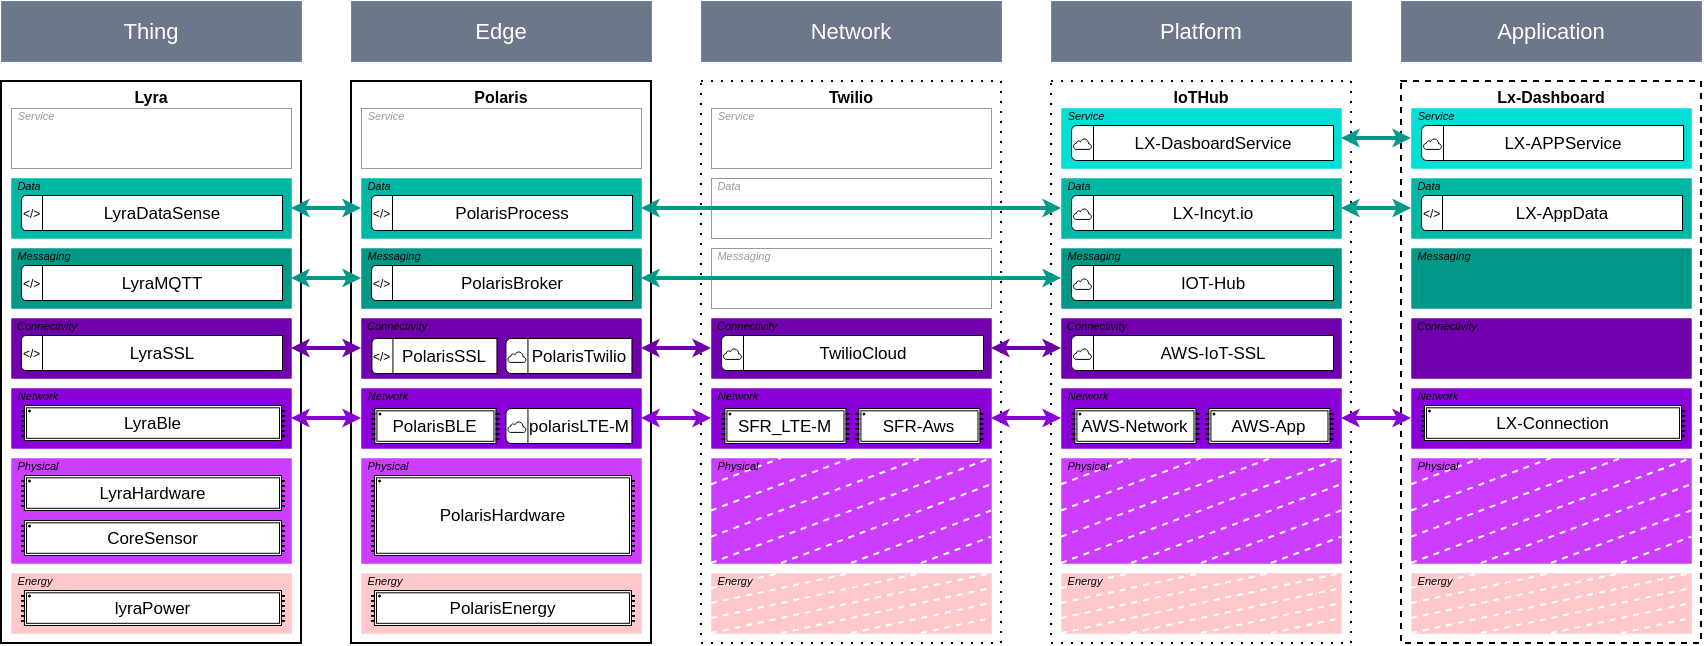 Thing
Edge
Network
Platform
Application
Lyra
Service
Data
</> LyraDataSense
Messaging
</> LyraMQTT
Connectivity
</> LyraSSL
Network
LyraBle
Physical
LyraHardware
CoreSensor
Energy
lyraPower
Polaris
Service
Data
</> PolarisProcess
Messaging
</> PolarisBroker
Connectivity
</> PolarisSSL
PolarisTwilio
Network
PolarisBLE
polarisLTE-M
Physical
PolarisHardware
Energy
PolarisEnergy
Twilio
Service
Data
Messaging
Connectivity
TwilioCloud
Network
SFR_LTE-M
SFR-Aws
Physical
Energy
IoTHub
Service
LX-DasboardService
Data
LX-Incyt.io
Messaging
IOT-Hub
Connectivity
AWS-IoT-SSL
Network
AWS-Network
AWS-App
Physical
Energy
Lx-Dashboard
Service
LX-APPService
Data
</> LX-AppData
Messaging
Connectivity
Network
LX-Connection
Physical
Energy